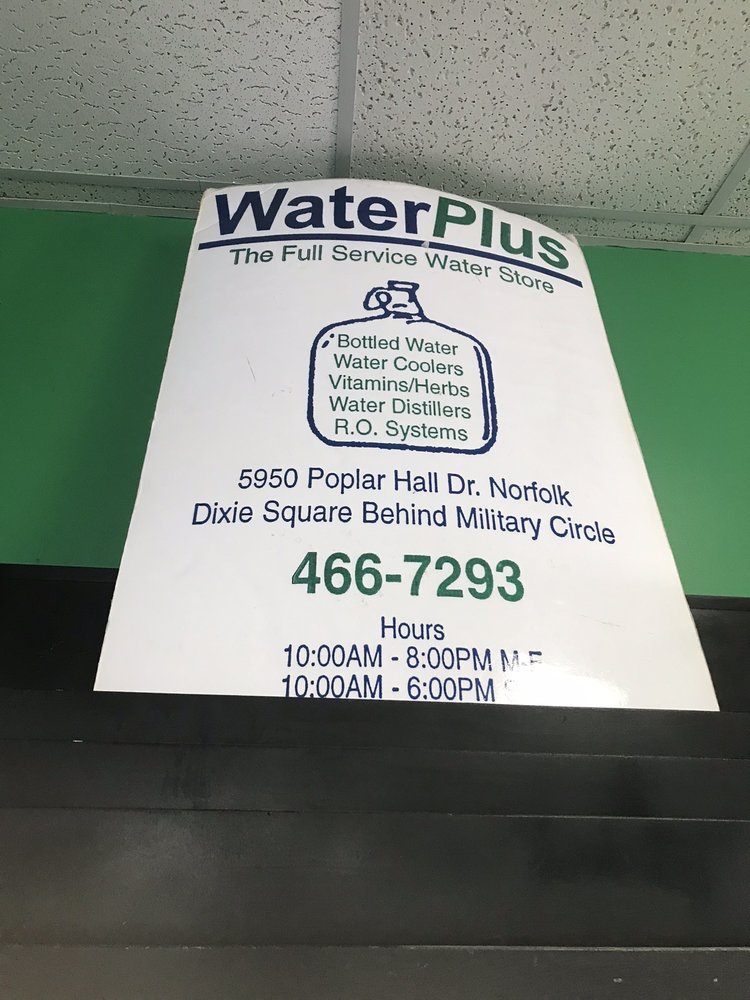 WaterPlus
The Full Service Water Store
Bottled Water
Water Coolers
Vitamins/Herbs
Water Distillers
R.O. Systems
5950 Poplar Hall Dr. Norfolk
Dixie Square Behind Military Circle
466-7293
Hours
10:00AM - 8:00PM M-F
10:00AM - 6:00PM